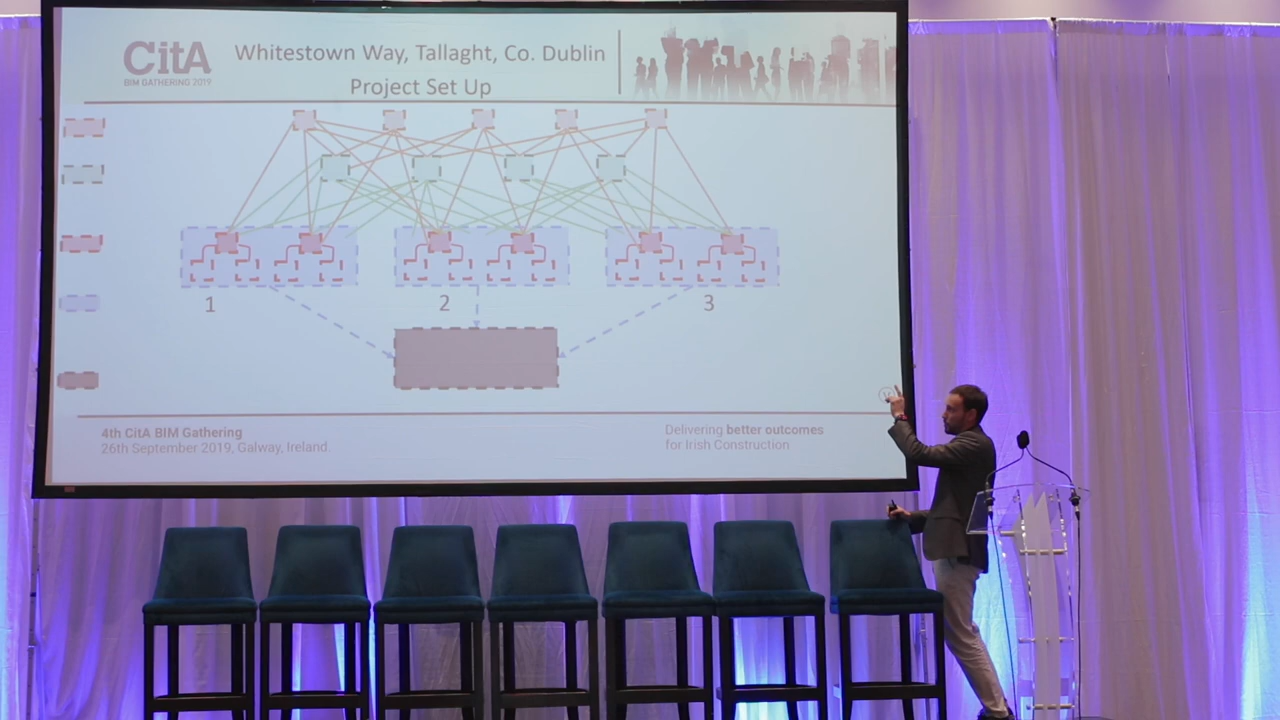 CitA
BIM GATHERING 2019
Whitestown Way, Tallaght, Co. Dublin
Project Set Up
1
2
3
4th CitA BIM Gathering
26th September 2019, Galway, Ireland.
Delivering better outcomes
for Irish Construction